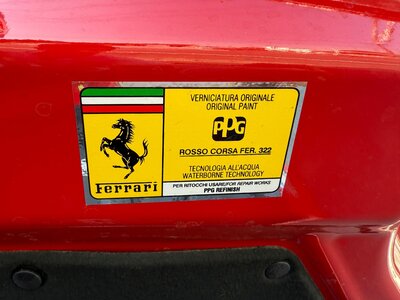 VERNICIATURA ORIGINALE
ORIGINAL PAINT
PPG
ROSSO CORSA FER. 322
TECNOLOGIA ALL'ACQUA
WATERBORNE TECHNOLOGY
Ferrari
PER RITOCCHI USARE/FOR REPAIR WORKS
PPG REFINISH